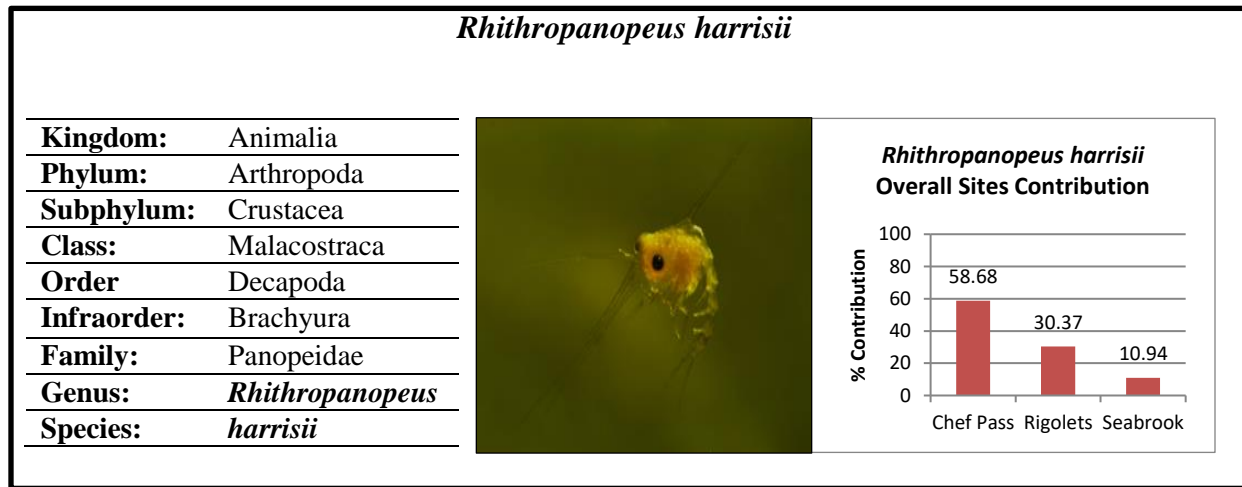 Rhithropanopeus harrisii
Kingdom: Animalia
Phylum: Arthropoda
Subphylum: Crustacea
Class: Malacostraca
Order Decapoda
Infraorder: Brachyura
Family: Panopeidae
Genus: Rhithropanopeus
Species: harrisii
Rhithropanopeus harrisii
Overall Sites Contribution
% Contribution
100
80
60
40
20
0
58.68
30.37
10.94
Chef Pass Rigolets Seabrook